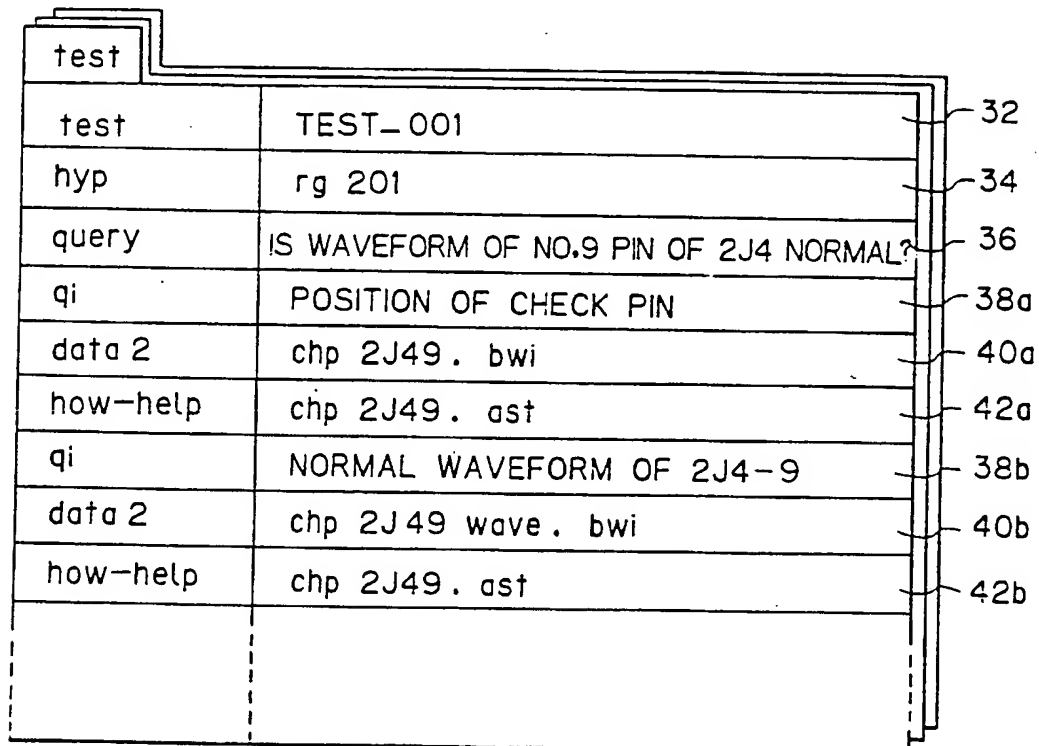 test
test TEST_001 32
hyp rg 201 34
query IS WAVEFORM OF NO.9 PIN OF 2J4 NORMAL? 36
qi POSITION OF CHECK PIN 38a
data 2 chp 2J49. bwi 40a
how-help chp 2J49. ast 42a
qi NORMAL WAVEFORM OF 2J4-9 38b
data 2 chp 2J49 wave. bwi 40b
how-help chp 2J49. ast 42b